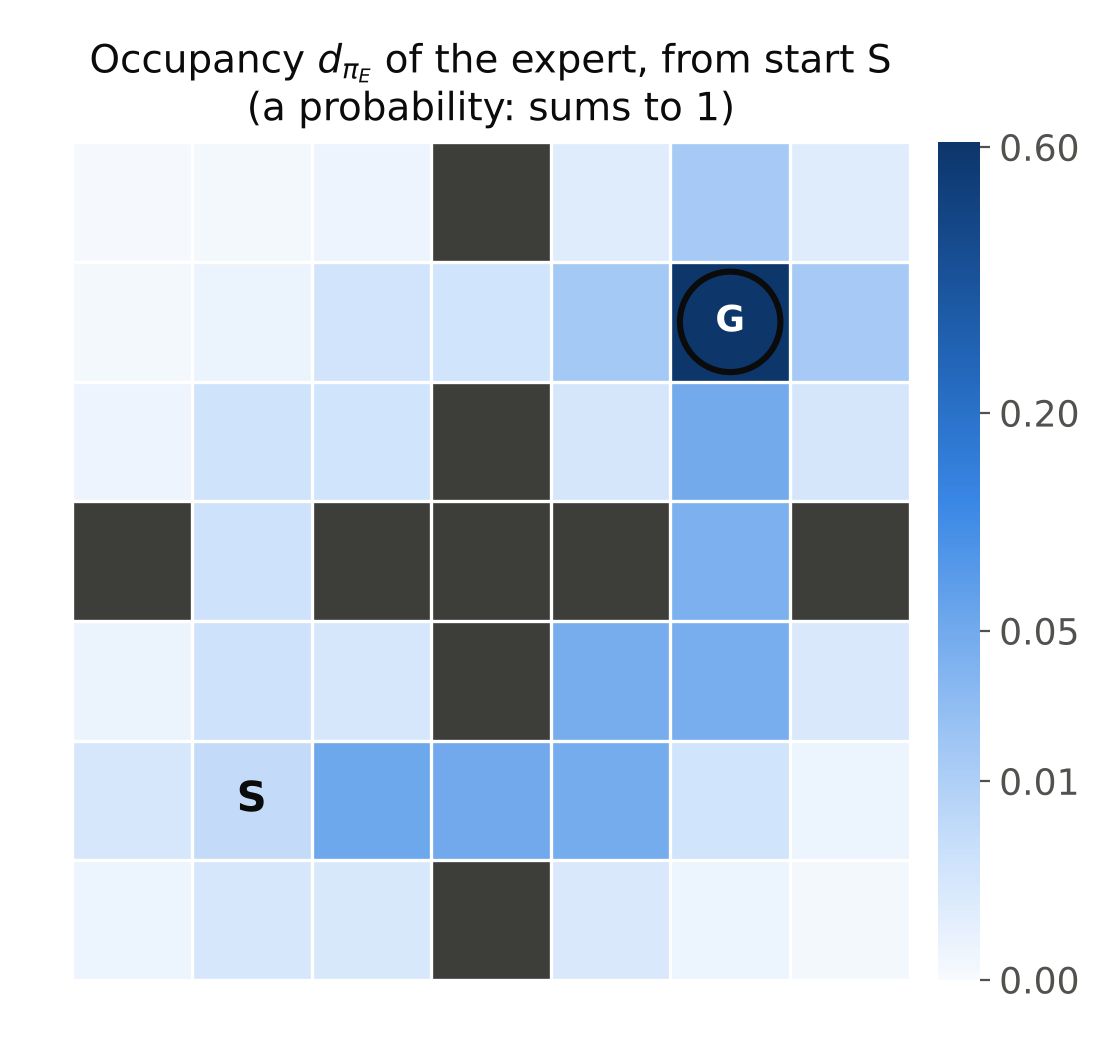 Occupancy $d_{\pi_E}$ of the expert, from start S
(a probability: sums to 1)
0.60
G
0.20
0.05
0.01
S
0.00